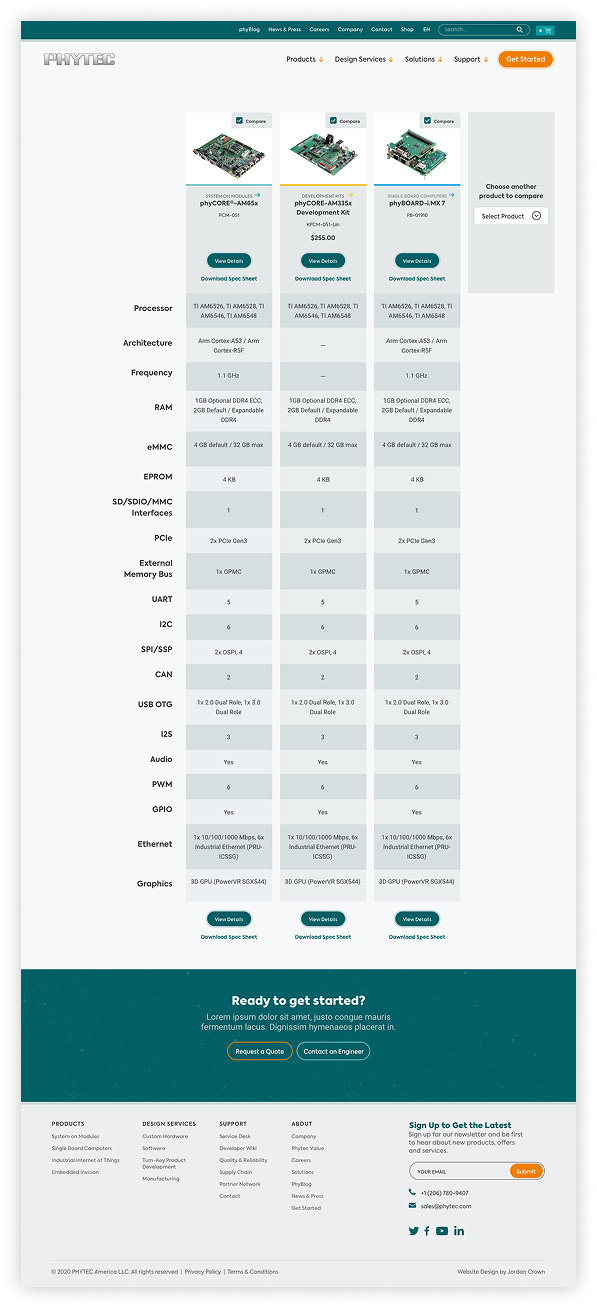 phyBlog News & Press Careers Company Contact Shop EN search... 4
PHYTEC
Products Design Services Solutions Support Get Started
Compare Compare Compare
SYSTEM ON MODULES
phyCORE®-AM65x
PCM-051
View Details
Download Spec Sheet
DEVELOPMENT KITS
phyCORE-AM335x
Development Kit
KPCM-051-Lin
$255.00
View Details
Download Spec Sheet
SINGLE BOARD COMPUTERS
phyBOARD-i.MX 7
PB-01910
View Details
Download Spec Sheet
Choose another
product to compare
Select Product
Processor
TI AM6526, TI AM6528, TI
AM6546, TI AM6548
TI AM6526, TI AM6528, TI
AM6546, TI AM6548
TI AM6526, TI AM6528, TI
AM6546, TI AM6548
Architecture
Arm Cortex-A53 / Arm
Cortex-R5F
—
Arm Cortex-A53 / Arm
Cortex-R5F
Frequency 1.1 GHz — 1.1 GHz
RAM
1GB Optional DDR4 ECC,
2GB Default / Expandable
DDR4
1GB Optional DDR4 ECC,
2GB Default / Expandable
DDR4
1GB Optional DDR4 ECC,
2GB Default / Expandable
DDR4
eMMC 4 GB default / 32 GB max 4 GB default / 32 GB max 4 GB default / 32 GB max
EPROM 4 KB 4 KB 4 KB
SD/SDIO/MMC
Interfaces
1 1 1
PCIe 2x PCIe Gen3 2x PCIe Gen3 2x PCIe Gen3
External
Memory Bus
1x GPMC 1x GPMC 1x GPMC
UART 5 5 5
I2C 6 6 6
SPI/SSP 2x OSPI, 4 2x OSPI, 4 2x OSPI, 4
CAN 2 2 2
USB OTG
1x 2.0 Dual Role, 1x 3.0
Dual Role
1x 2.0 Dual Role, 1x 3.0
Dual Role
1x 2.0 Dual Role, 1x 3.0
Dual Role
I2S 3 3 3
Audio Yes Yes Yes
PWM 6 6 6
GPIO Yes Yes Yes
Ethernet
1x 10/100/1000 Mbps, 6x
Industrial Ethernet (PRU-
ICSSG)
1x 10/100/1000 Mbps, 6x
Industrial Ethernet (PRU-
ICSSG)
1x 10/100/1000 Mbps, 6x
Industrial Ethernet (PRU-
ICSSG)
Graphics 3D GPU (PowerVR SGX544) 3D GPU (PowerVR SGX544) 3D GPU (PowerVR SGX544)
View Details View Details View Details
Download Spec Sheet Download Spec Sheet Download Spec Sheet
Ready to get started?
Lorem ipsum dolor sit amet, justo congue mauris
fermentum lacus. Dignissim hymenaeos placerat in.
Request a Quote Contact an Engineer
PRODUCTS
System on Modules
Single Board Computers
Industrial Internet of Things
Embedded Invision
DESIGN SERVICES
Custom Hardware
Software
Turn-Key Product
Development
Manufacturing
SUPPORT
Service Desk
Developer Wiki
Quality & Reliability
Supply Chain
Partner Network
Contact
ABOUT
Company
Phytec Value
Careers
Solutions
PhyBlog
News & Press
Get Started
Sign Up to Get the Latest
Sign up for our newsletter and be first
to hear about new products, offers
and services.
YOUR EMAIL Submit
+1 (206) 780-9407
sales@phytec.com
© 2020 PHYTEC America LLC. All rights reserved | Privacy Policy | Terms & Conditions
Website Design by Jordan Crown